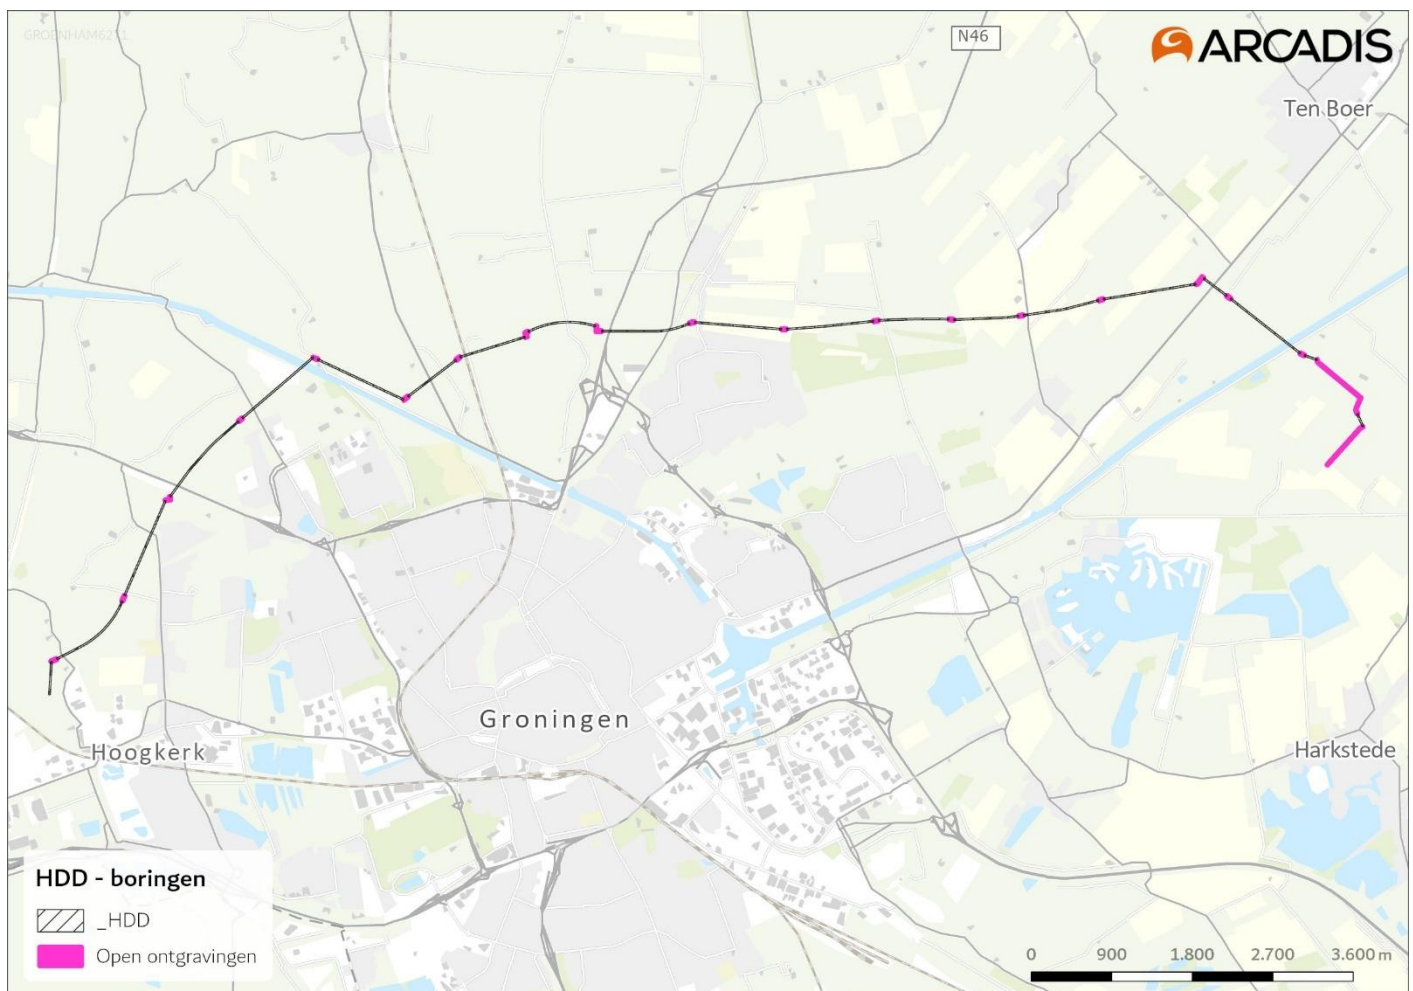 GROENHAM6271
N46
ARCADIS
Ten Boer
Groningen
Hoogkerk
Harkstede
HDD - boringen
_HDD
Open ontgravingen
0 900 1.800 2.700 3.600 m